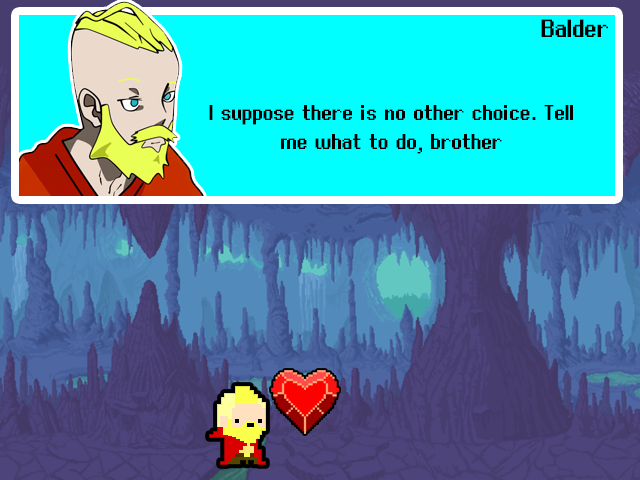 Balder
I suppose there is no other choice. Tell
me what to do, brother